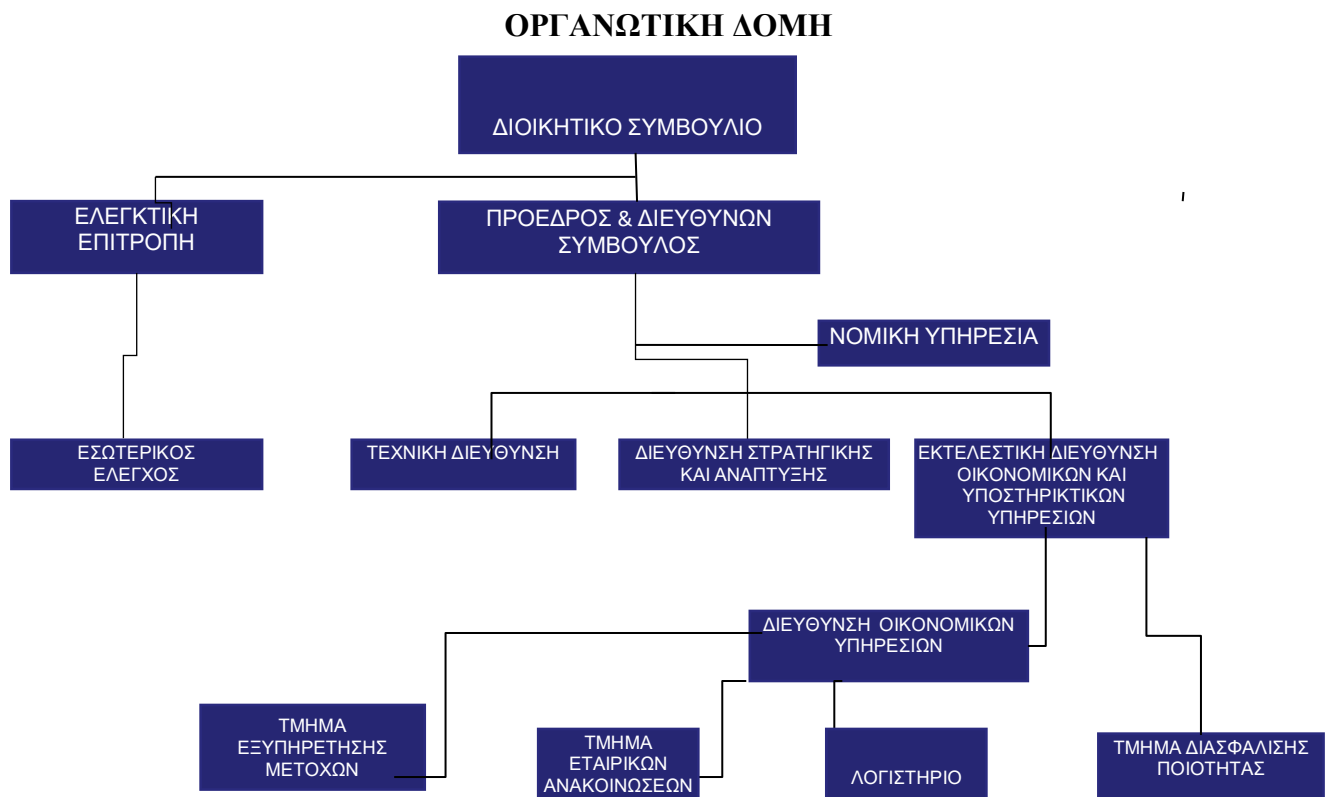 ΟΡΓΑΝΩΤΙΚΗ ΔΟΜΗ
ΔΙΟΙΚΗΤΙΚΟ ΣΥΜΒΟΥΛΙΟ
ΕΛΕΓΚΤΙΚΗ
ΕΠΙΤΡΟΠΗ
ΠΡΟΕΔΡΟΣ & ΔΙΕΥΘΥΝΩΝ
ΣΥΜΒΟΥΛΟΣ
ΝΟΜΙΚΗ ΥΠΗΡΕΣΙΑ
ΕΣΩΤΕΡΙΚΟΣ
ΕΛΕΓΧΟΣ
ΤΕΧΝΙΚΗ ΔΙΕΥΘΥΝΣΗ
ΔΙΕΥΘΥΝΣΗ ΣΤΡΑΤΗΓΙΚΗΣ
ΚΑΙ ΑΝΑΠΤΥΞΗΣ
ΕΚΤΕΛΕΣΤΙΚΗ ΔΙΕΥΘΥΝΣΗ
ΟΙΚΟΝΟΜΙΚΩΝ ΚΑΙ
ΥΠΟΣΤΗΡΙΚΤΙΚΩΝ
ΥΠΗΡΕΣΙΩΝ
ΔΙΕΥΘΥΝΣΗ ΟΙΚΟΝΟΜΙΚΩΝ
ΥΠΗΡΕΣΙΩΝ
ΤΜΗΜΑ
ΕΞΥΠΗΡΕΤΗΣΗΣ
ΜΕΤΟΧΩΝ
ΤΜΗΜΑ
ΕΤΑΙΡΙΚΩΝ
ΑΝΑΚΟΙΝΩΣΕΩΝ
ΛΟΓΙΣΤΗΡΙΟ
ΤΜΗΜΑ ΔΙΑΣΦΑΛΙΣΗΣ
ΠΟΙΟΤΗΤΑΣ